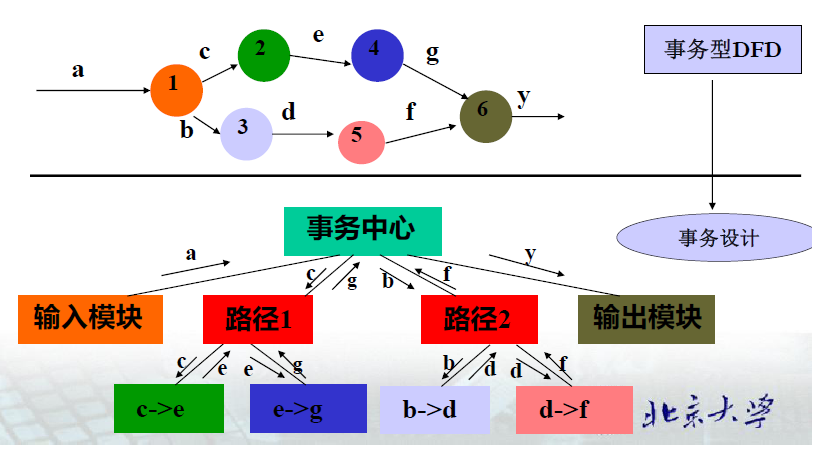 a
1
c
2
e
4
g
b
3
d
5
f
6
y
事务型DFD
事务设计
事务中心
a
c
g
b
f
y
输入模块
路径1
路径2
输出模块
c
e
e
g
b
d
d
f
c->e
e->g
b->d
d->f
北京大学